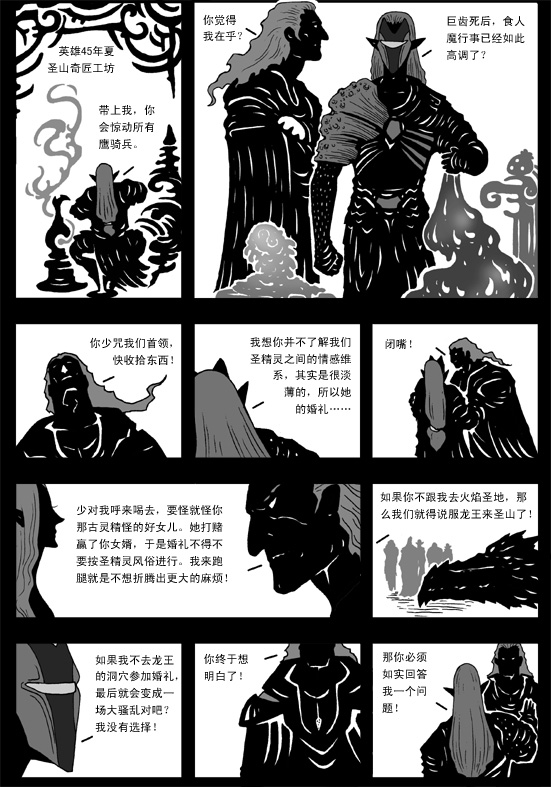 英雄45年夏
圣山奇匠工坊
带上我，你
会惊动所有
鹰骑兵。
你觉得
我在乎？
巨齿死后，食人
魔行事已经如此
高调了？
你少咒我们首领，
快收拾东西！
我想你并不了解我们
圣精灵之间的情感维
系，其实是很淡
薄的，所以她
的婚礼……
闭嘴！
少对我呼来喝去，要怪就怪你
那古灵精怪的好女儿。她打赌
赢了你女婿，于是婚礼不得不
要按圣精灵风俗进行。我来跑
腿就是不想折腾出更大的麻烦！
如果你不跟我去火焰圣地，那
么我们就得说服龙王来圣山了！
如果我不去龙王
的洞穴参加婚礼，
最后就会变成一
场大骚乱对吧？
我没有选择！
你终于想
明白了！
那你必须
如实回答
我一个问
题！